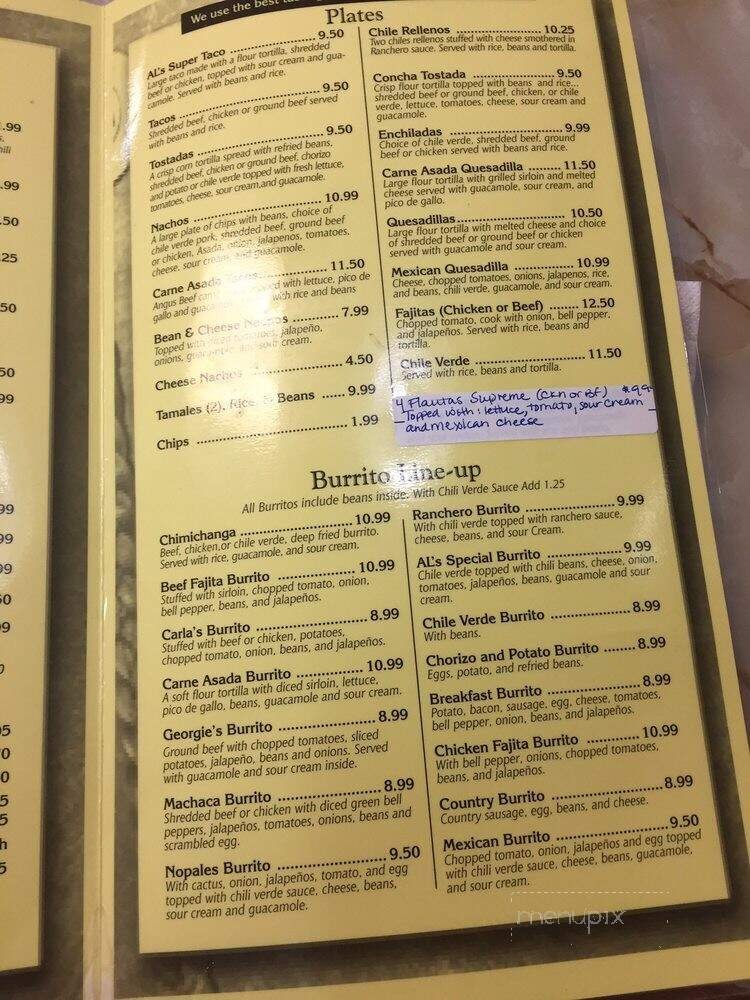 We use the best
Plates
AL's Super Taco 9.50
Large taco made with a flour tortilla, shredded
beef or chicken, topped with sour cream and gua-
camole. Served with beans and rice.
Tacos 9.50
Shredded beef, chicken or ground beef served
with beans and rice.
Tostadas 9.50
A crisp corn tortilla spread with refried beans,
shredded beef, chicken or ground beef, chorizo
and potato or chile verde topped with fresh lettuce,
tomatoes, cheese, sour cream, and guacamole.
Nachos 10.99
A large plate of chips with beans, choice of
chile verde pork, shredded beef, ground beef
or chicken, Asada, onion, jalapenos, tomatoes,
cheese, sour cream, and guacamole.
Carne Asada Tacos 11.50
Angus Beef with lettuce, pico de
gallo and with rice and beans
Bean & Cheese Nachos 7.99
Topped with diced tomatoes, jalapeño,
onions, guacamole, and sour cream.
Cheese Nachos 4.50
Tamales (2), Rice & Beans 9.99
Chips 1.99
Chile Rellenos 10.25
Two chiles rellenos stuffed with cheese smothered in
Ranchero sauce. Served with rice, beans and tortilla.
Concha Tostada 9.50
Crisp flour tortilla topped with beans and rice...
shredded beef or ground beef, chicken, or chile
verde, lettuce, tomatoes, cheese, sour cream and
guacamole.
Enchiladas 9.99
Choice of chile verde, shredded beef, ground
beef or chicken served with beans and rice.
Carne Asada Quesadilla 11.50
Large flour tortilla with grilled sirloin and melted
cheese served with guacamole, sour cream, and
pico de gallo.
Quesadillas 10.50
Large flour tortilla with melted cheese and choice
of shredded beef or ground beef or chicken
served with guacamole and sour cream.
Mexican Quesadilla 10.99
Cheese, chopped tomatoes, onions, jalapenos, rice,
and beans, chili verde, guacamole, and sour cream.
Fajitas (Chicken or Beef) 12.50
Chopped tomato, cook with onion, bell pepper,
and jalapeños. Served with rice, beans and
tortilla.
Chile Verde 11.50
Served with rice, beans and tortilla.
4 Flautas Supreme (CKN or BF) $9.99
Topped with: lettuce, tomato, sour cream
and mexican cheese
Burrito Line-up
All Burritos include beans inside. With Chili Verde Sauce Add 1.25
Chimichanga 10.99
Beef, chicken,or chile verde, deep fried burrito.
Served with rice, guacamole, and sour cream.
Beef Fajita Burrito 10.99
Stuffed with sirloin, chopped tomato, onion,
bell pepper, beans, and jalapeños.
Carla's Burrito 8.99
Stuffed with beef or chicken, potatoes,
chopped tomato, onion, beans, and jalapeños.
Carne Asada Burrito 10.99
A soft flour tortilla with diced sirloin, lettuce,
pico de gallo, beans, guacamole and sour cream.
Georgie's Burrito 8.99
Ground beef with chopped tomatoes, sliced
potatoes, jalapeño, beans and onions. Served
with guacamole and sour cream inside.
Machaca Burrito 8.99
Shredded beef or chicken with diced green bell
peppers, jalapeños, tomatoes, onions, beans and
scrambled egg.
Nopales Burrito 9.50
With cactus, onion, jalapeños, tomato, and egg
topped with chili verde sauce, cheese, beans,
sour cream and guacamole.
Ranchero Burrito 9.99
With chili verde topped with ranchero sauce,
cheese, beans, and sour Cream.
AL's Special Burrito 9.99
Chile verde topped with chili beans, cheese, onion,
tomatoes, jalapeños, beans, guacamole and sour
cream.
Chile Verde Burrito 8.99
With beans.
Chorizo and Potato Burrito 8.99
Eggs, potato, and refried beans.
Breakfast Burrito 8.99
Potato, bacon, sausage, egg, cheese, tomatoes,
bell pepper, onion, beans, and jalapeños.
Chicken Fajita Burrito 10.99
With bell pepper, onions, chopped tomatoes,
beans, and jalapeños.
Country Burrito 8.99
Country sausage, egg, beans, and cheese.
Mexican Burrito 9.50
Chopped tomato, onion, jalapeños and egg topped
with chili verde sauce, cheese, beans, guacamole,
and sour cream.
menupix